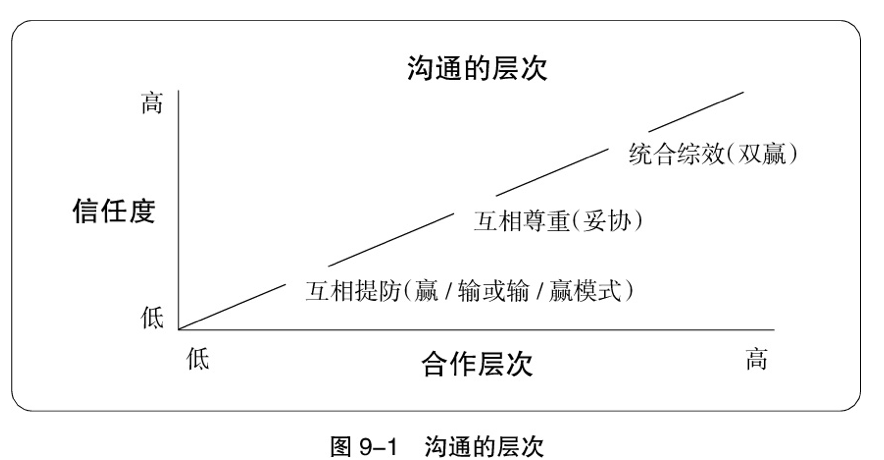 沟通的层次
高
统合综效(双赢)
信任度
互相尊重(妥协)
互相提防(赢/输或输/赢模式)
低
低
合作层次
高
图 9-1 沟通的层次